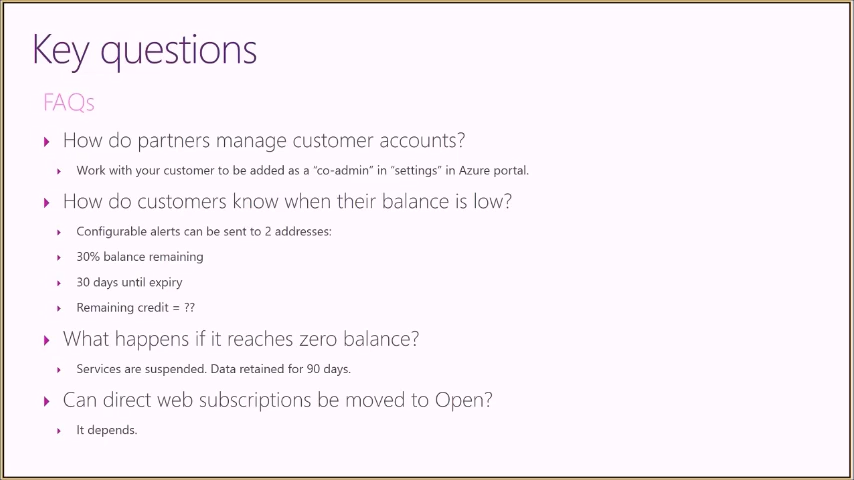 Key questions
FAQs
How do partners manage customer accounts?
Work with your customer to be added as a “co-admin” in “settings” in Azure portal.
How do customers know when their balance is low?
Configurable alerts can be sent to 2 addresses:
30% balance remaining
30 days until expiry
Remaining credit = ??
What happens if it reaches zero balance?
Services are suspended. Data retained for 90 days.
Can direct web subscriptions be moved to Open?
It depends.